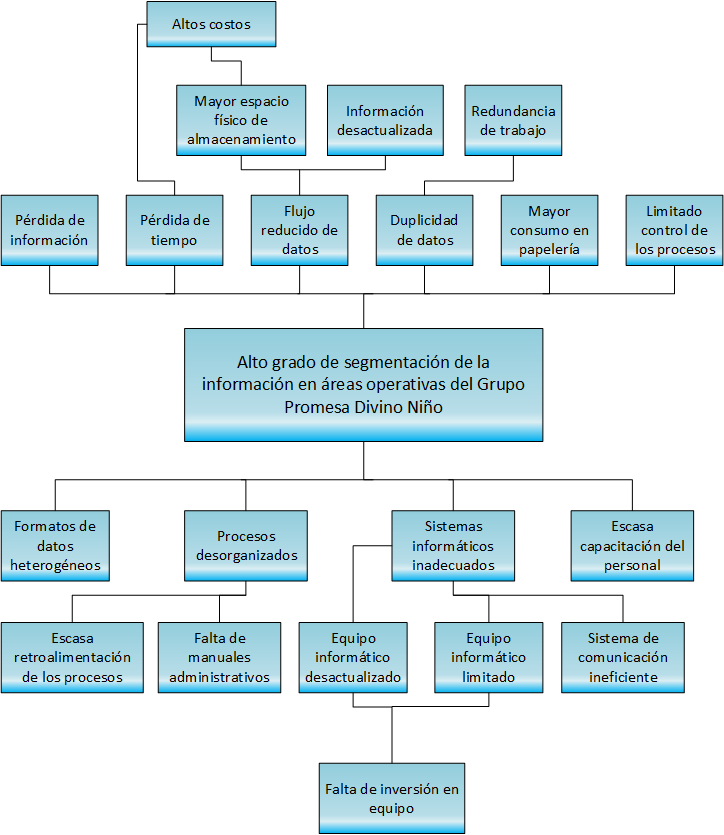 Altos costos
Mayor espacio
físico de
almacenamiento
Información
desactualizada
Redundancia
de trabajo
Pérdida de
información
Pérdida de
tiempo
Flujo
reducido de
datos
Duplicidad
de datos
Mayor
consumo en
papelería
Limitado
control de
los procesos
Alto grado de segmentación de la
información en áreas operativas del Grupo
Promesa Divino Niño
Formatos de
datos
heterogéneos
Procesos
desorganizados
Sistemas
informáticos
inadecuados
Escasa
capacitación del
personal
Escasa
retroalimentación
de los procesos
Falta de
manuales
administrativos
Equipo
informático
desactualizado
Equipo
informático
limitado
Sistema de
comunicación
ineficiente
Falta de inversión en
equipo